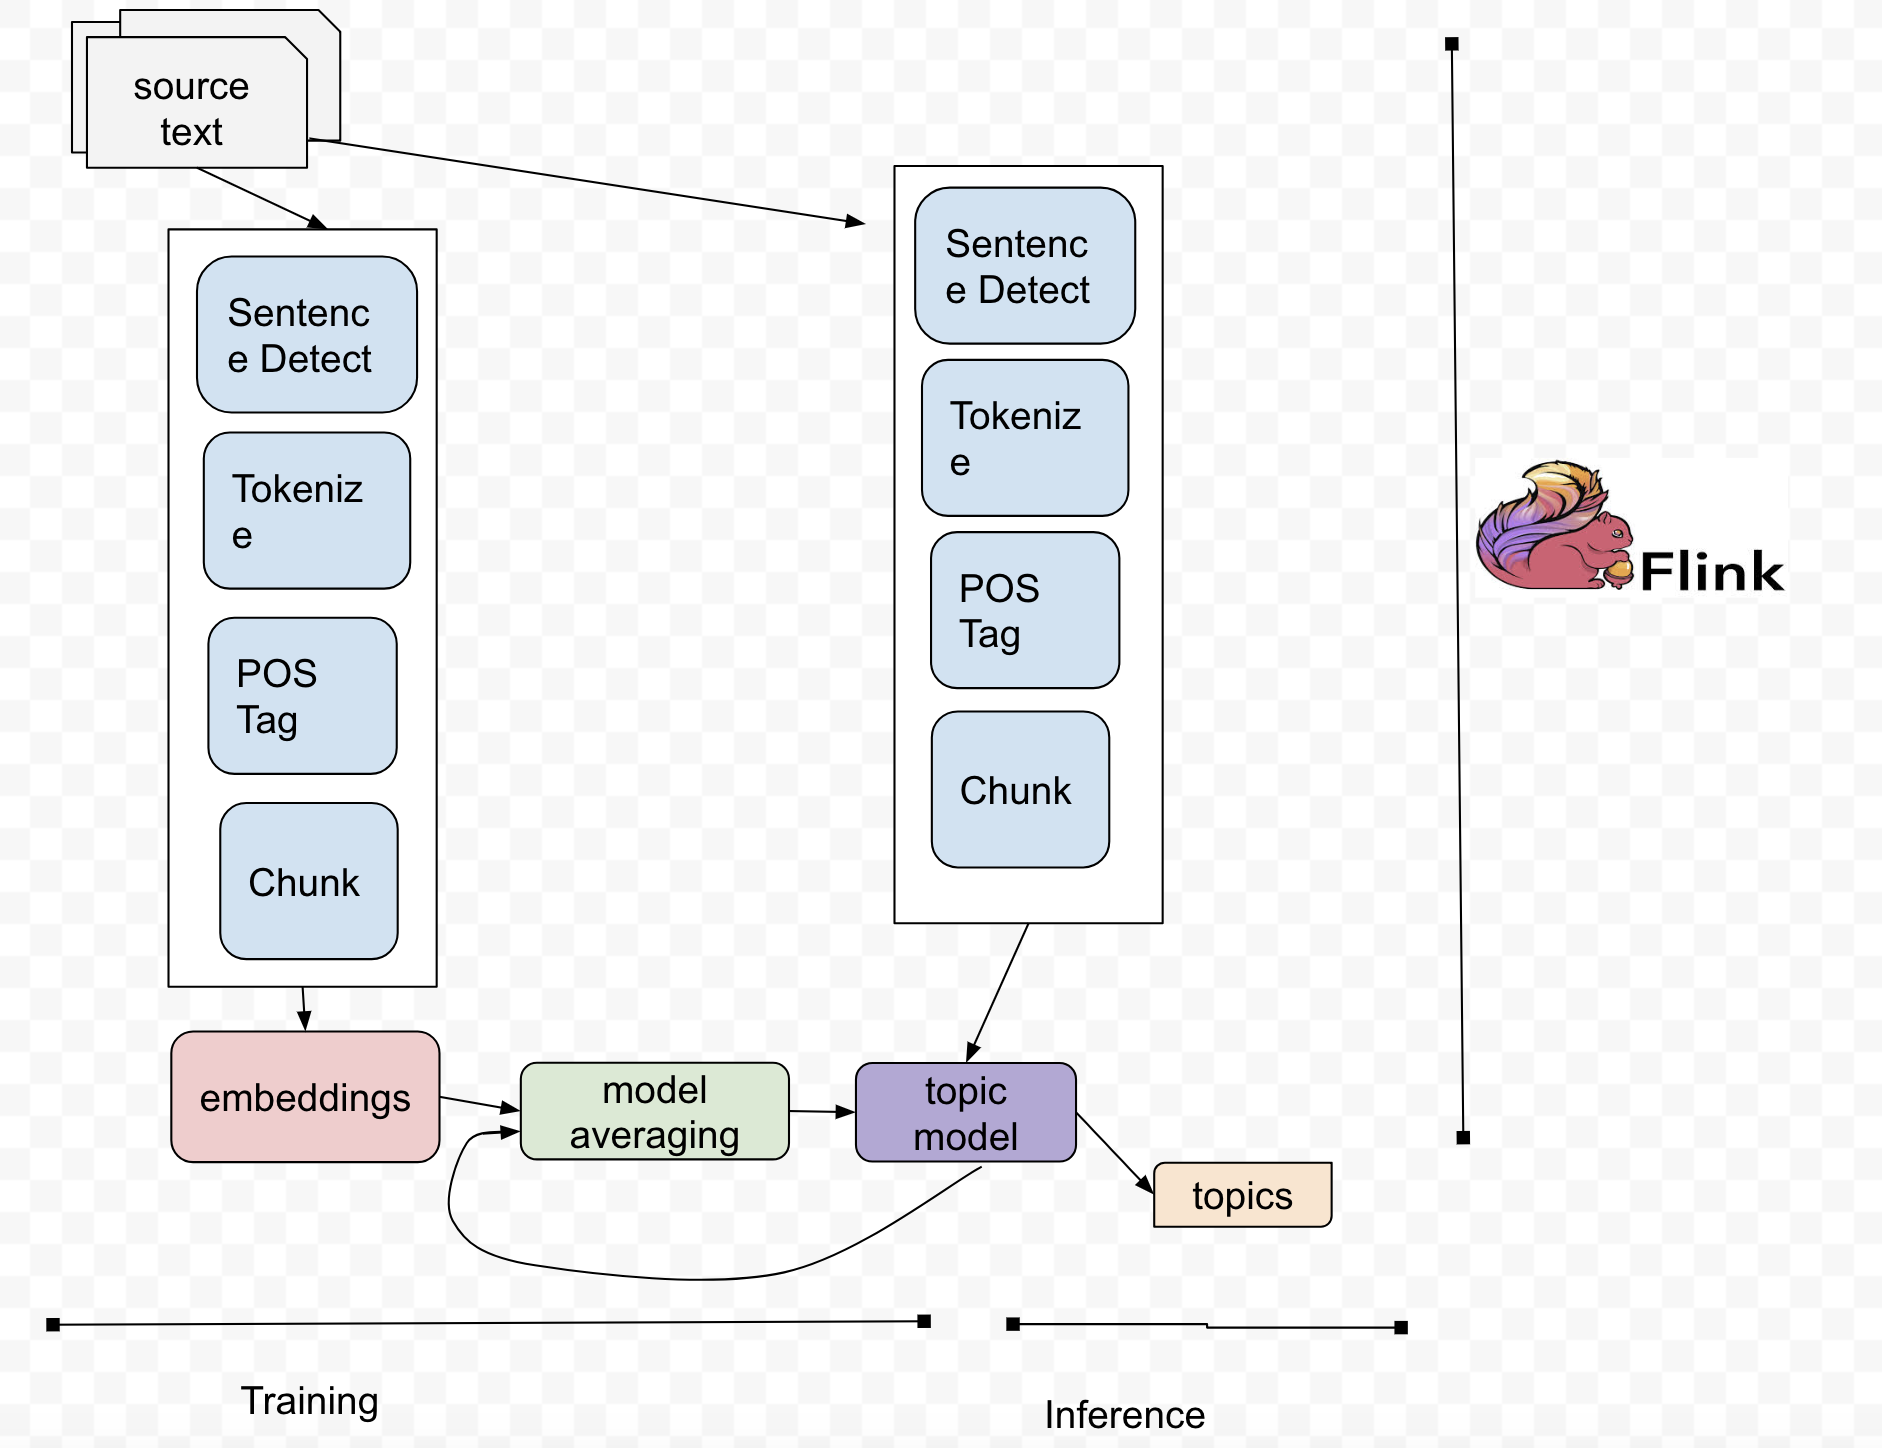 source
text
Sentenc
e Detect
Tokeniz
e
POS
Tag
Chunk
Sentenc
e Detect
Tokeniz
e
POS
Tag
Chunk
Flink
embeddings
model
averaging
topic
model
topics
Training
Inference